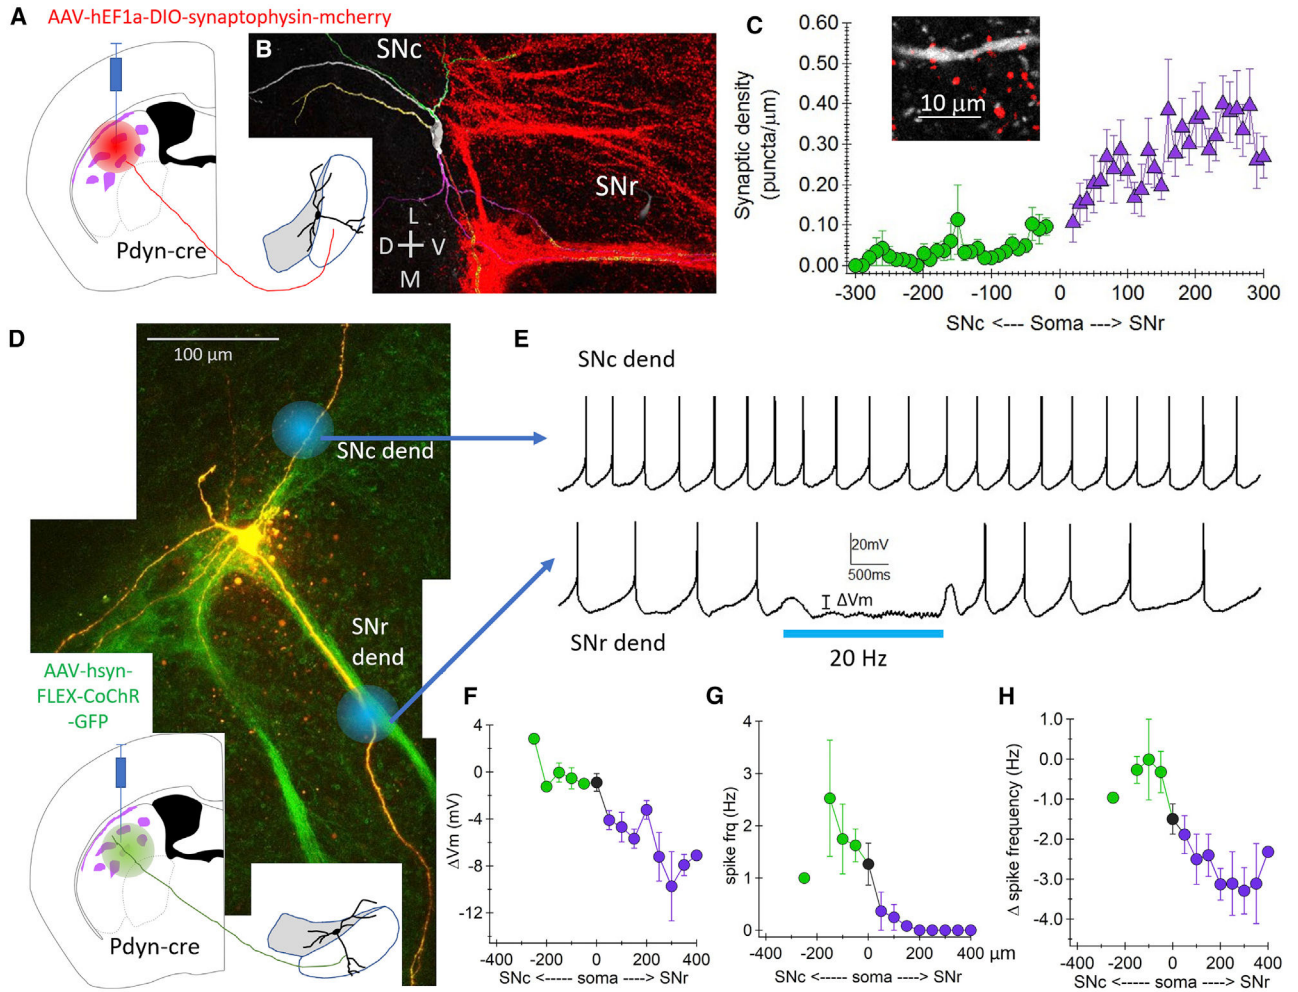 A
AAV-hEF1a-DIO-synaptophysin-mcherry
Pdyn-cre
B
SNc
SNr
L
D
V
M
C
Synaptic density
(puncta/μm)
0.60
0.50
0.40
0.30
0.20
0.10
0.00
10 μm
-300
-200
-100
0
100
200
300
SNc <--- Soma ---> SNr
D
100 μm
SNc dend
SNr
dend
AAV-hsyn-
FLEX-CoChR
-GFP
Pdyn-cre
E
SNc dend
20mV
500ms
ΔVm
SNr dend
20 Hz
F
ΔVm (mV)
4
0
-4
-8
-12
-400
-200
0
200
400
SNc <----- soma ----> SNr
G
spike frq (Hz)
4
3
2
1
0
-400
-200
0
200
400
μm
SNc <----- soma ----> SNr
H
Δ spike frequency (Hz)
1.0
0.0
-1.0
-2.0
-3.0
-4.0
-400
-200
0
200
400
SNc <----- soma ----> SNr